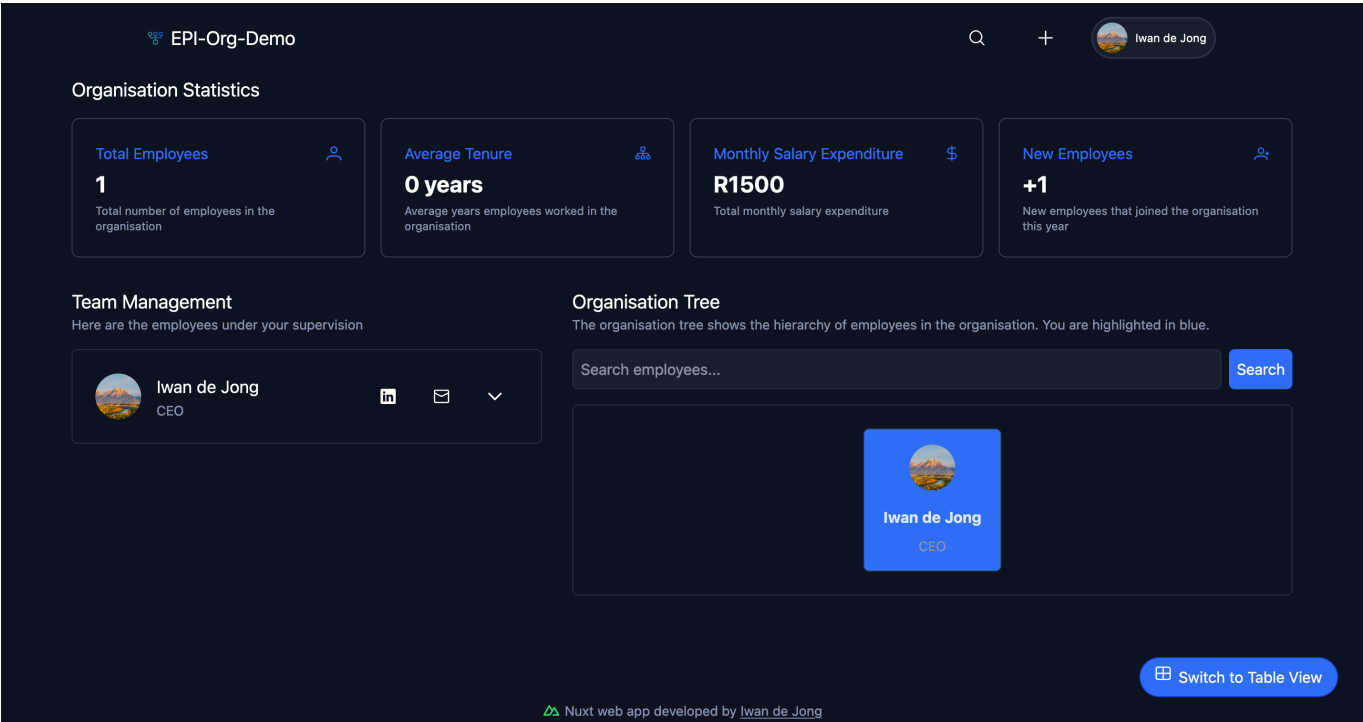 EPI-Org-Demo
Iwan de Jong
Organisation Statistics
Total Employees
1
Total number of employees in the
organisation
Average Tenure
0 years
Average years employees worked in the
organisation
Monthly Salary Expenditure
$
R1500
Total monthly salary expenditure
New Employees
+1
New employees that joined the organisation
this year
Team Management
Here are the employees under your supervision
Iwan de Jong
CEO
in
Organisation Tree
The organisation tree shows the hierarchy of employees in the organisation. You are highlighted in blue.
Search employees...
Search
Iwan de Jong
CEO
Switch to Table View
Nuxt web app developed by Iwan de Jong